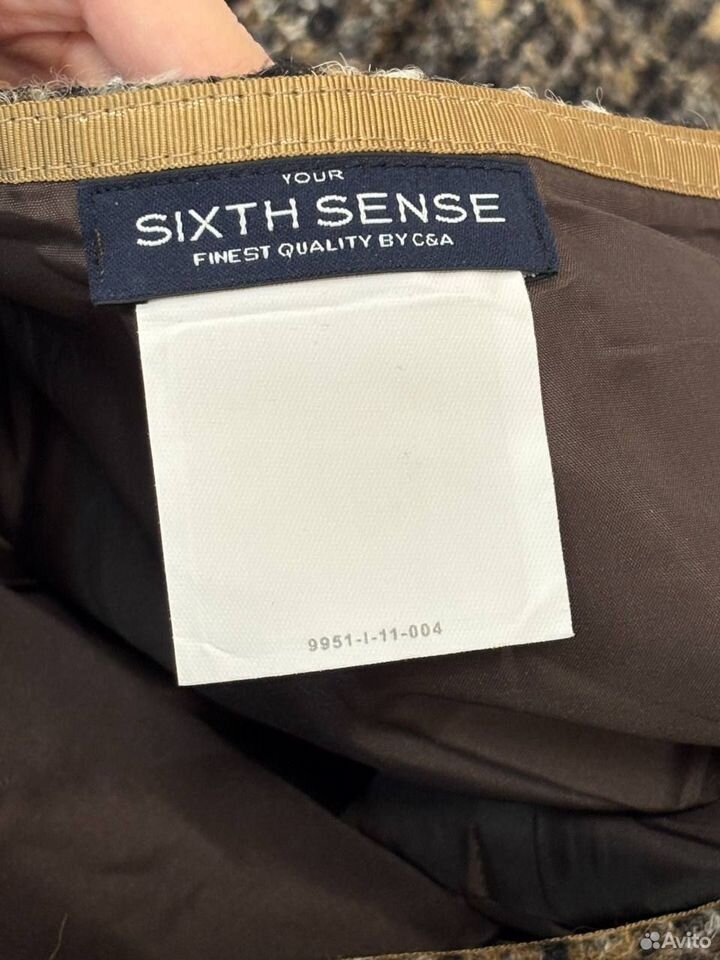 YOUR
SIXTH SENSE
FINEST QUALITY BY C&A
9951-I-11-004
Avito